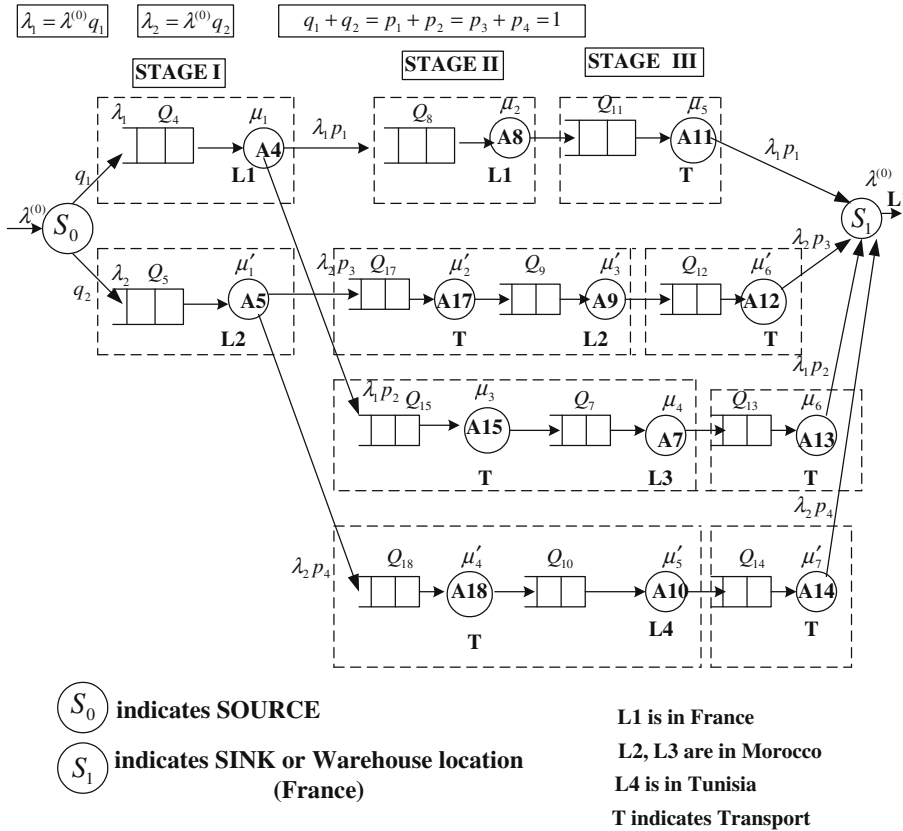 λ₁ = λ⁽⁰⁾q₁ λ₂ = λ⁽⁰⁾q₂ q₁ + q₂ = p₁ + p₂ = p₃ + p₄ = 1
STAGE I STAGE II STAGE III
λ₁ Q₄ μ₁ Q₈ μ₂ Q₁₁ μ₅
A4 λ₁p₁ A8 A11
L1 L1 T λ₁p₁
q₁
λ⁽⁰⁾ S₀ λ⁽⁰⁾ S₁ L
q₂ λ₂ Q₅ μ′₁ λ₂p₃ Q₁₇ μ′₂ Q₉ μ′₃ Q₁₂ μ′₆ λ₂p₃
A5 A17 A9 A12
L2 T L2 T
λ₁p₂ Q₁₅ μ₃ Q₇ μ₄ Q₁₃ μ₆ λ₁p₂
A15 A7 A13
T L3 T
λ₂p₄
λ₂p₄ Q₁₈ μ′₄ Q₁₀ μ′₅ Q₁₄ μ′₇
A18 A10 A14
T L4 T
S₀ indicates SOURCE
S₁ indicates SINK or Warehouse location
(France)
L1 is in France
L2, L3 are in Morocco
L4 is in Tunisia
T indicates Transport